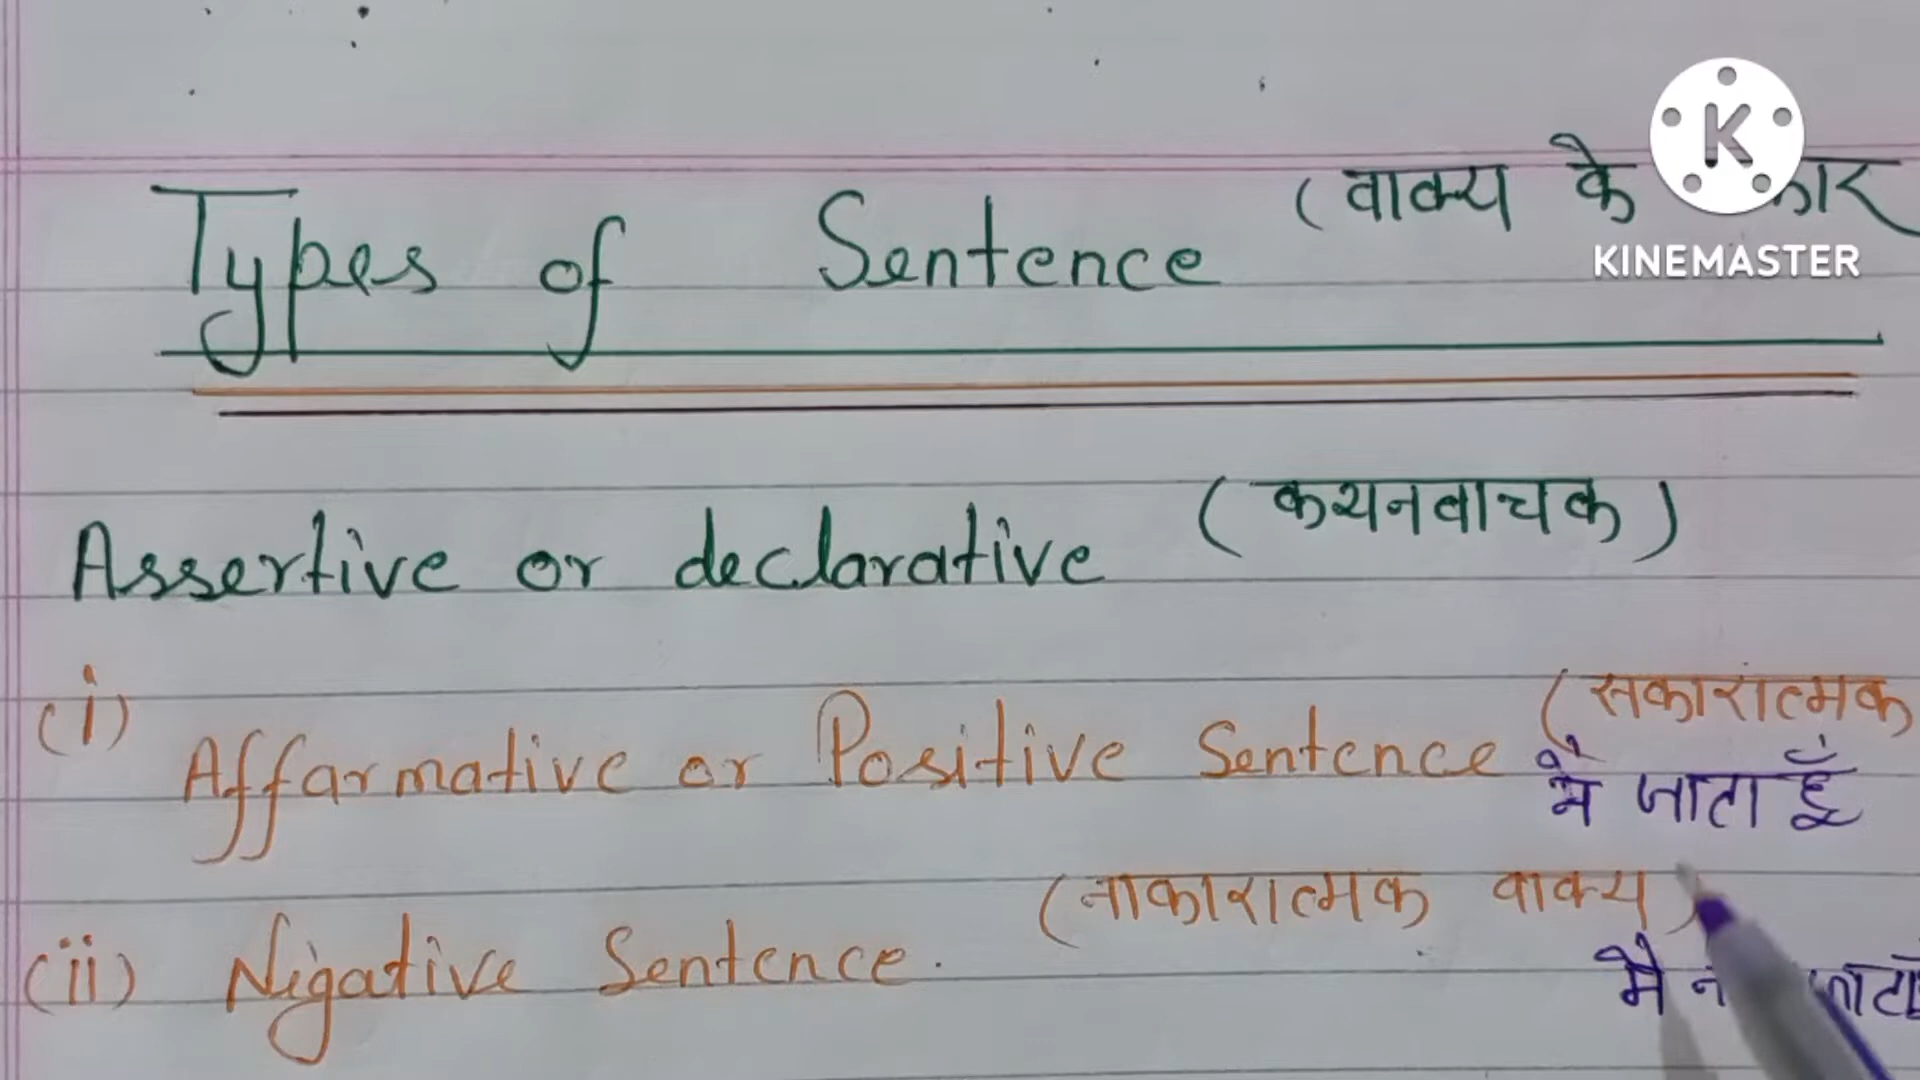 Types of Sentence (वाक्य के
KINEMASTER
Assertive or declarative (कथनवाचक)
(i) Affarmative or Positive Sentence (सकारात्मक
मै जाता हूँ
(ii) Nigative Sentence. (नाकारात्मक वाक्य)
मै